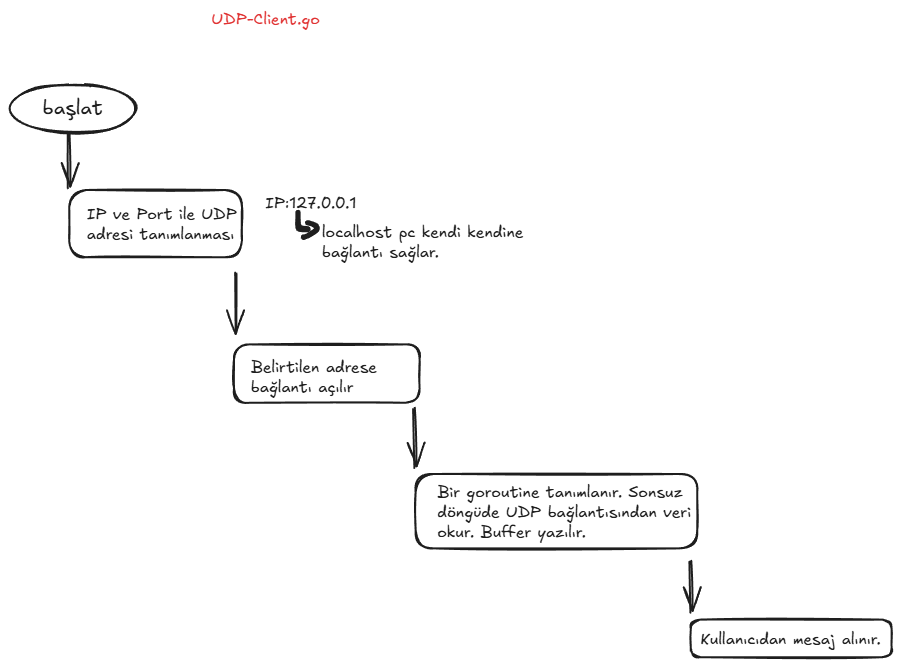 UDP-Client.go
başlat
IP ve Port ile UDP
adresi tanımlanması
IP:127.0.0.1
localhost pc kendi kendine
bağlantı sağlar.
Belirtilen adrese
bağlantı açılır
Bir goroutine tanımlanır. Sonsuz
döngüde UDP bağlantısından veri
okur. Buffer yazılır.
Kullanıcıdan mesaj alınır.